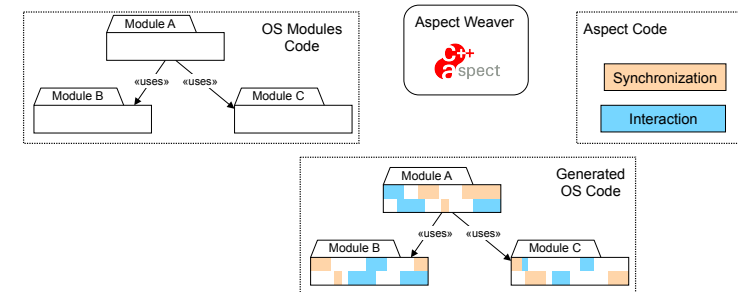 Module A
OS Modules
Code
«uses»
«uses»
Module B
Module C
Aspect Weaver
C++
aspect
Aspect Code
Synchronization
Interaction
Module A
Generated
OS Code
«uses»
«uses»
Module B
Module C